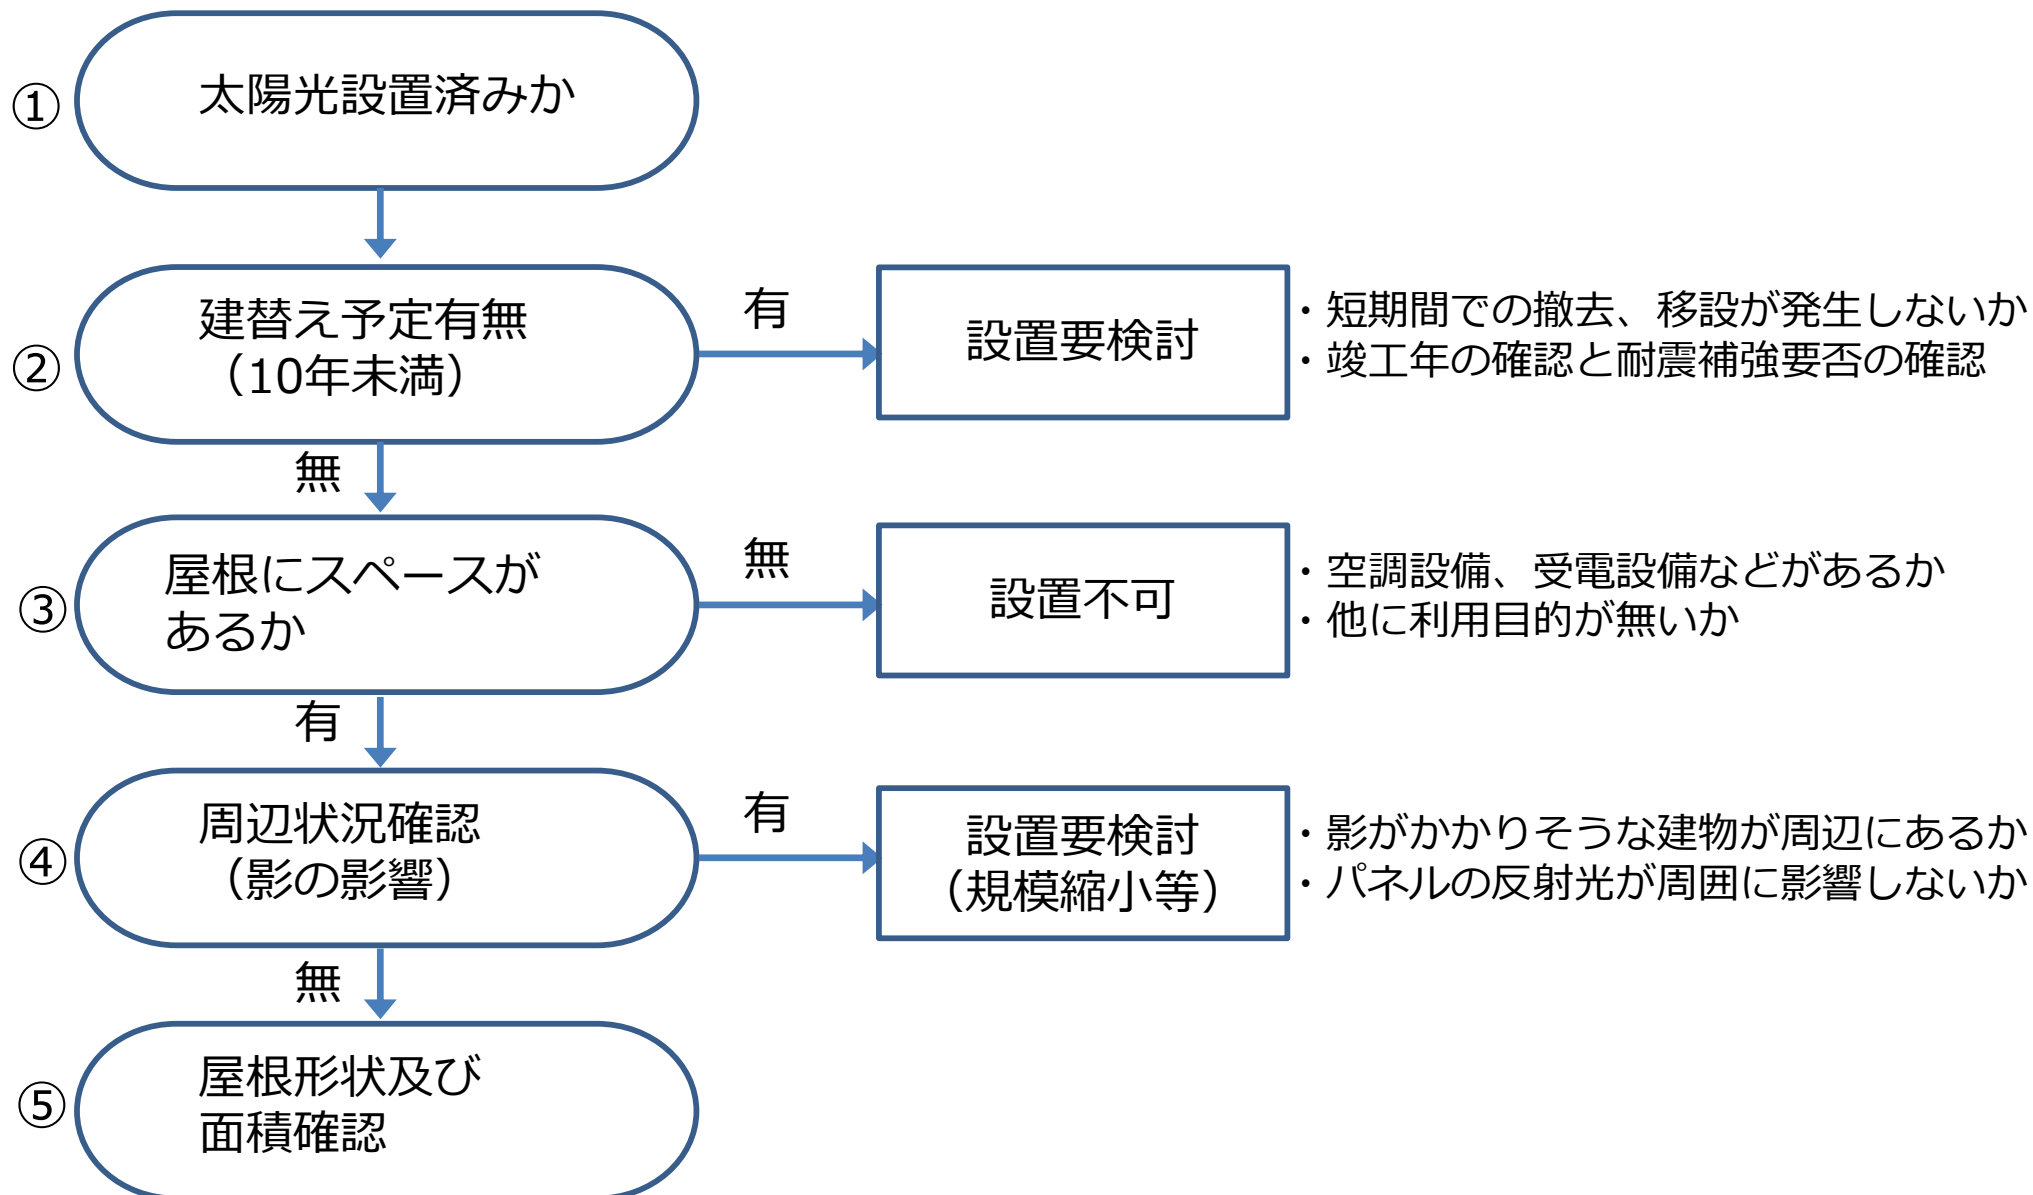 ① 太陽光設置済みか
② 建替え予定有無
（10年未満）
有
設置要検討
・短期間での撤去、移設が発生しないか
・竣工年の確認と耐震補強要否の確認
無
③ 屋根にスペースが
あるか
無
設置不可
・空調設備、受電設備などがあるか
・他に利用目的が無いか
有
④ 周辺状況確認
（影の影響）
有
設置要検討
（規模縮小等）
・影がかかりそうな建物が周辺にあるか
・パネルの反射光が周囲に影響しないか
無
⑤ 屋根形状及び
面積確認